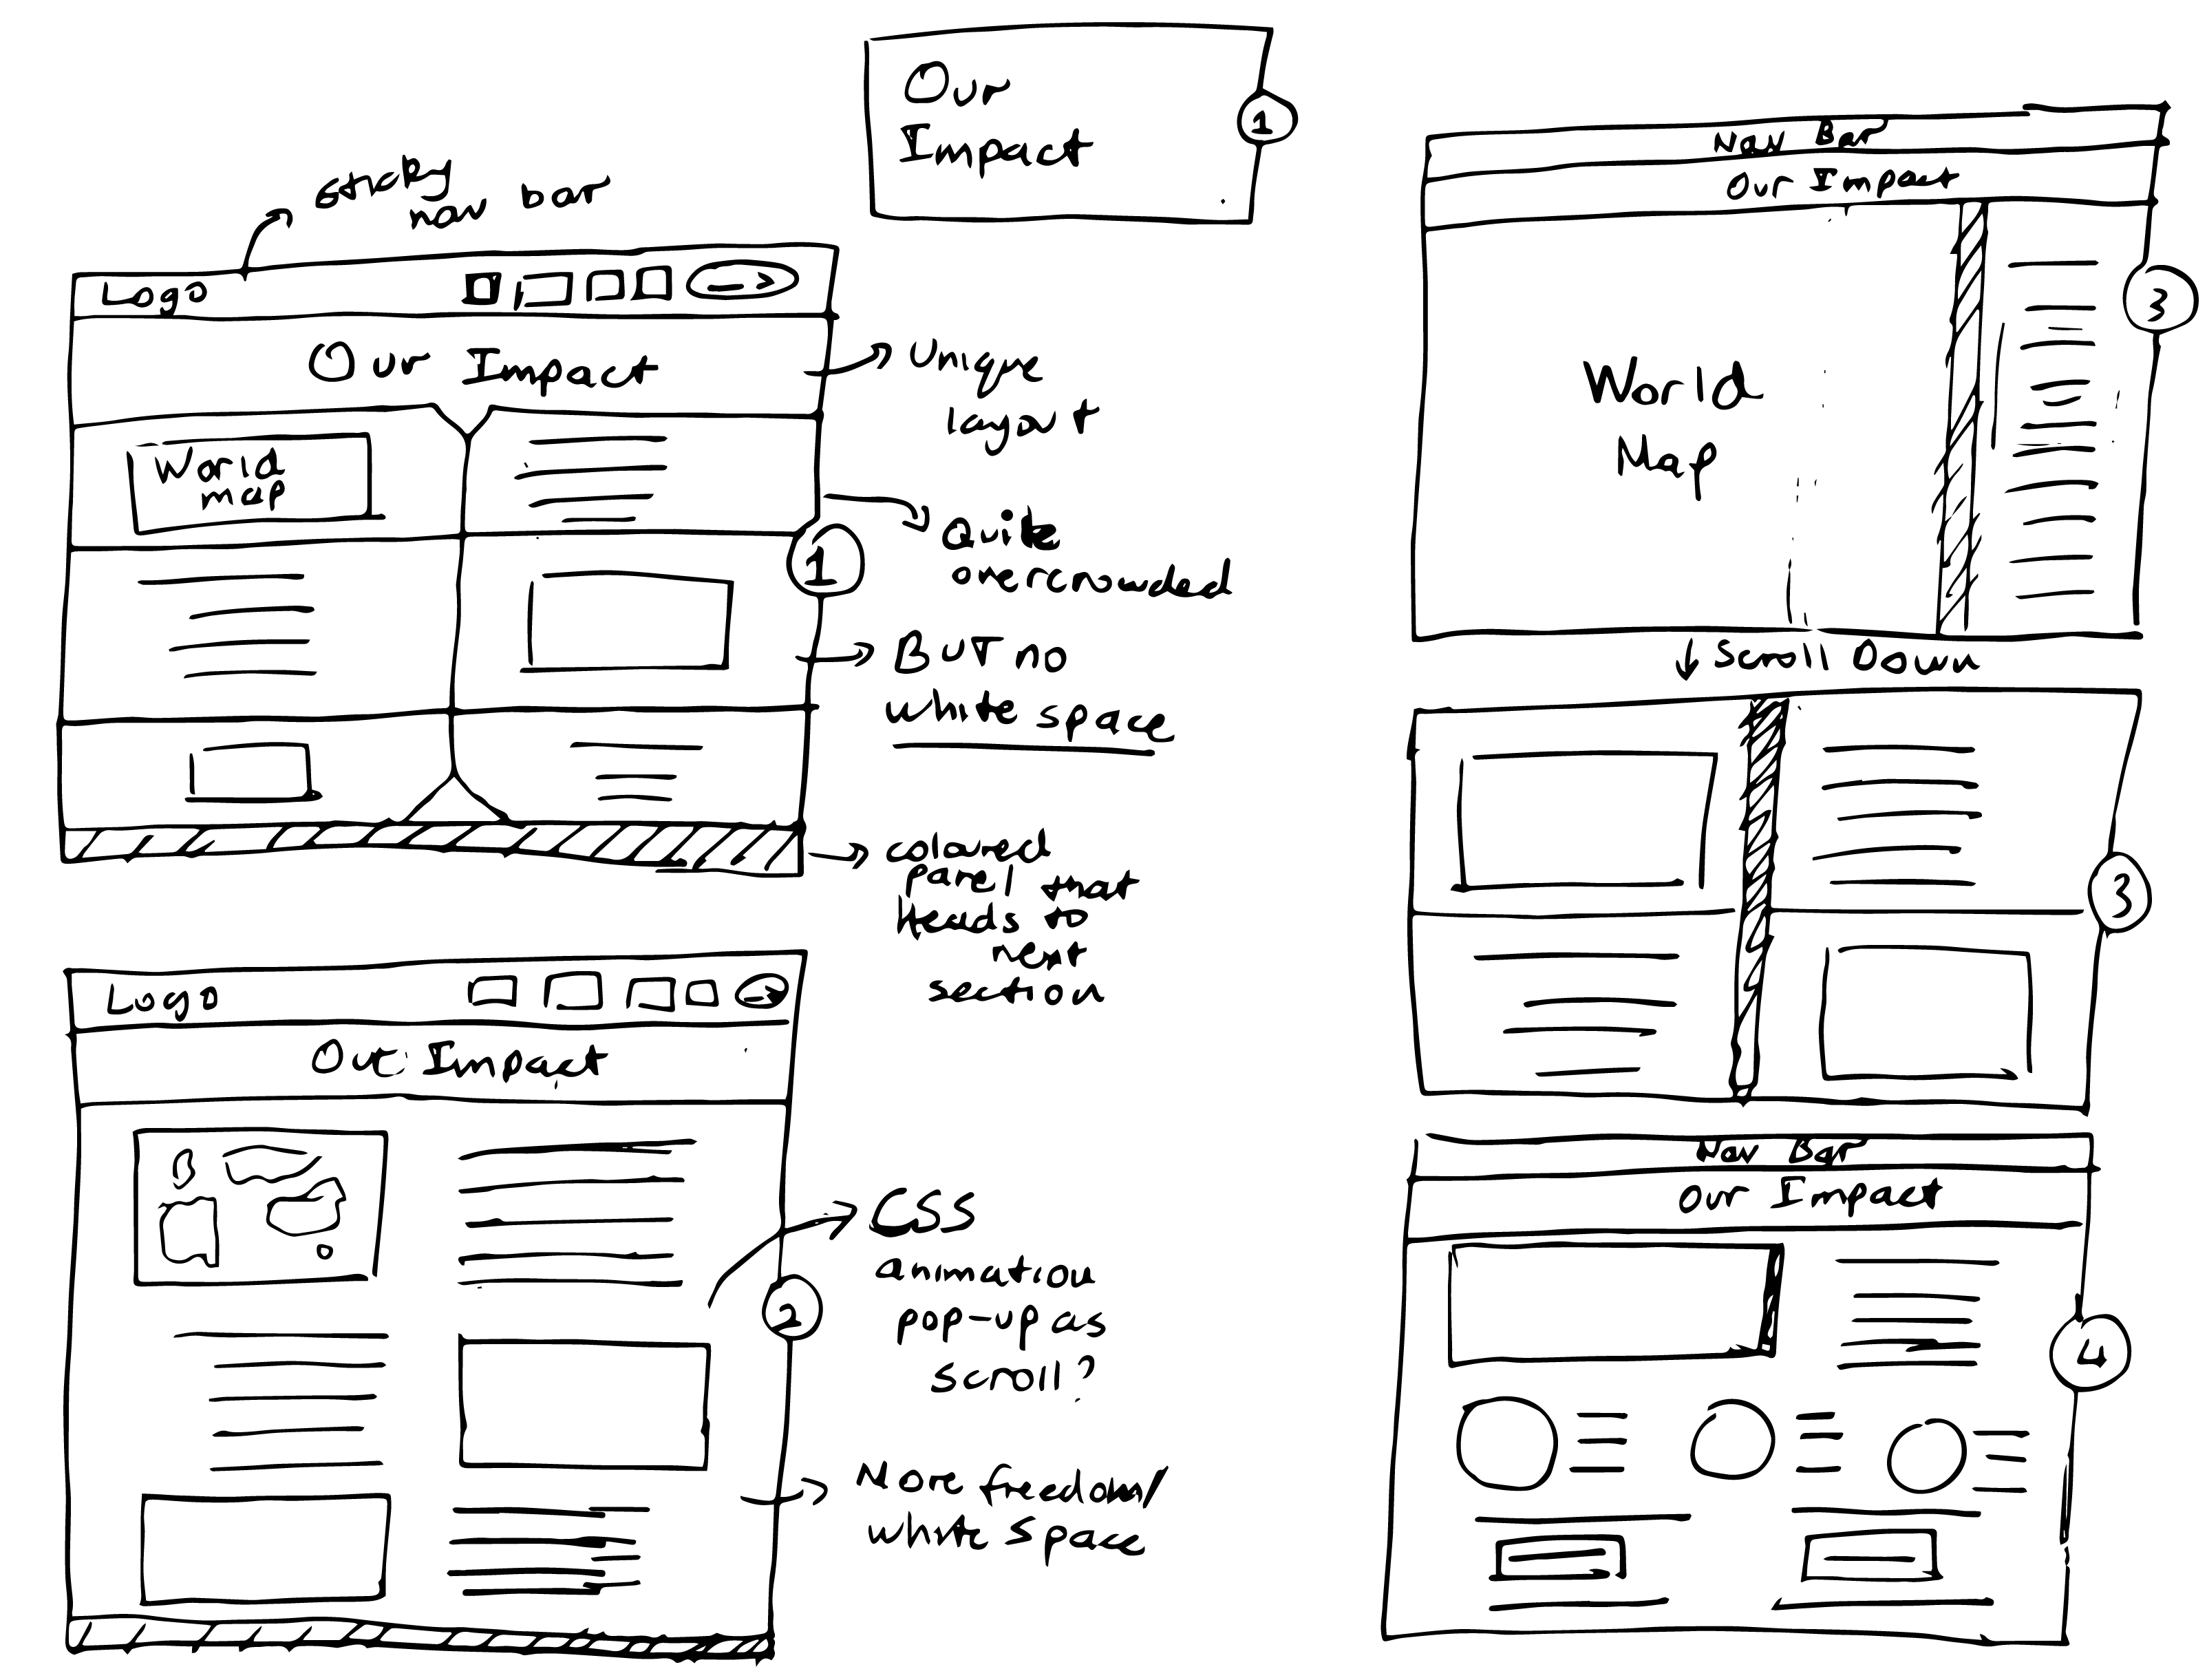 Our
Impact
1
sticky
nav bar
Logo
Our Impact
World
map
1
Unique
layout
Quite
overcrowded
BUT no
white space
coloured
panel that
leads to
next
section
Logo
Our Impact
2
CSS
animation
pop-up as
scroll?
More freedom/
white space
Nav Bar
Our Impact
World
Map
3
↓ Scroll Down
3
Nav Bar
Our Impact
4